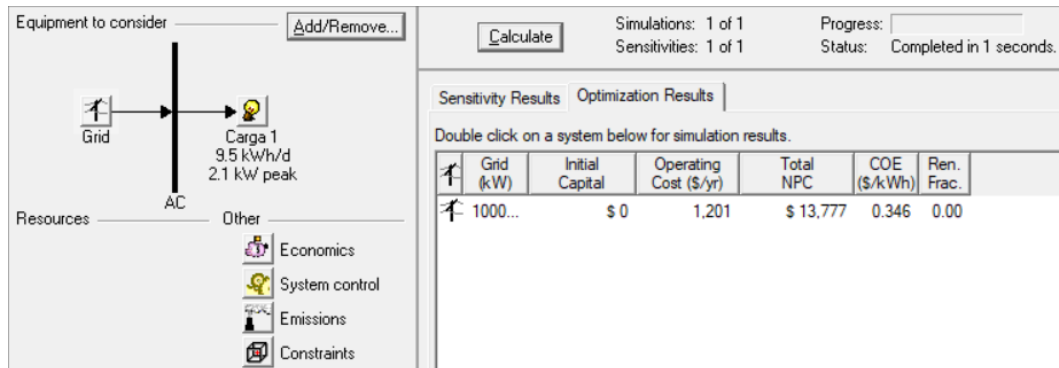 Equipment to consider
Add/Remove...
Grid
Carga 1
9.5 kWh/d
2.1 kW peak
AC
Resources
Other
Economics
System control
Emissions
Constraints
Calculate
Simulations: 1 of 1
Progress:
Sensitivities: 1 of 1
Status: Completed in 1 seconds.
Sensitivity Results
Optimization Results
Double click on a system below for simulation results.
Grid (kW) Initial Capital Operating Cost ($/yr) Total NPC COE ($/kWh) Ren. Frac.
1000... $ 0 1,201 $ 13,777 0.346 0.00